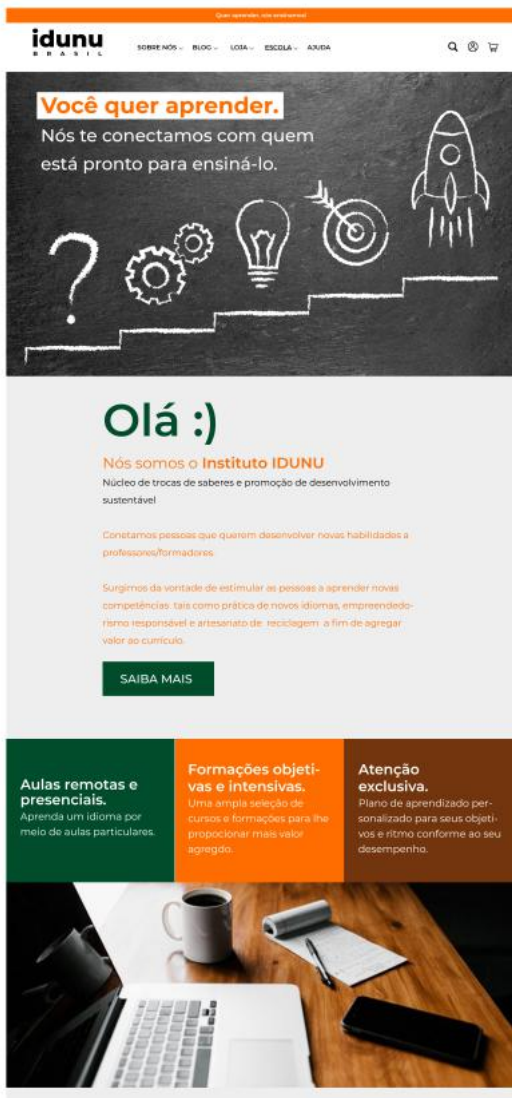 Quer aprender, nós ensinamos!
idunu
BRASIL
SOBRE NÓS BLOG LOJA ESCOLA AJUDA
Você quer aprender.
Nós te conectamos com quem
está pronto para ensiná-lo.
?
Olá :)
Nós somos o Instituto IDUNU
Núcleo de trocas de saberes e promoção de desenvolvimento
sustentável
Conetamos pessoas que querem desenvolver novas habilidades a
professores/formadores
Surgimos da vontade de estimular as pessoas a aprender novas
competências tais como prática de novos idiomas, empreendedo-
rismo responsável e artesanato de reciclagem a fim de agregar
valor ao currículo.
SAIBA MAIS
Aulas remotas e
presenciais.
Aprenda um idioma por
meio de aulas particulares.
Formações objeti-
vas e intensivas.
Uma ampla seleção de
cursos e formações para lhe
propocionar mais valor
agregdo.
Atenção
exclusiva.
Plano de aprendizado per-
sonalizado para seus objeti-
vos e ritmo conforme ao seu
desempenho.